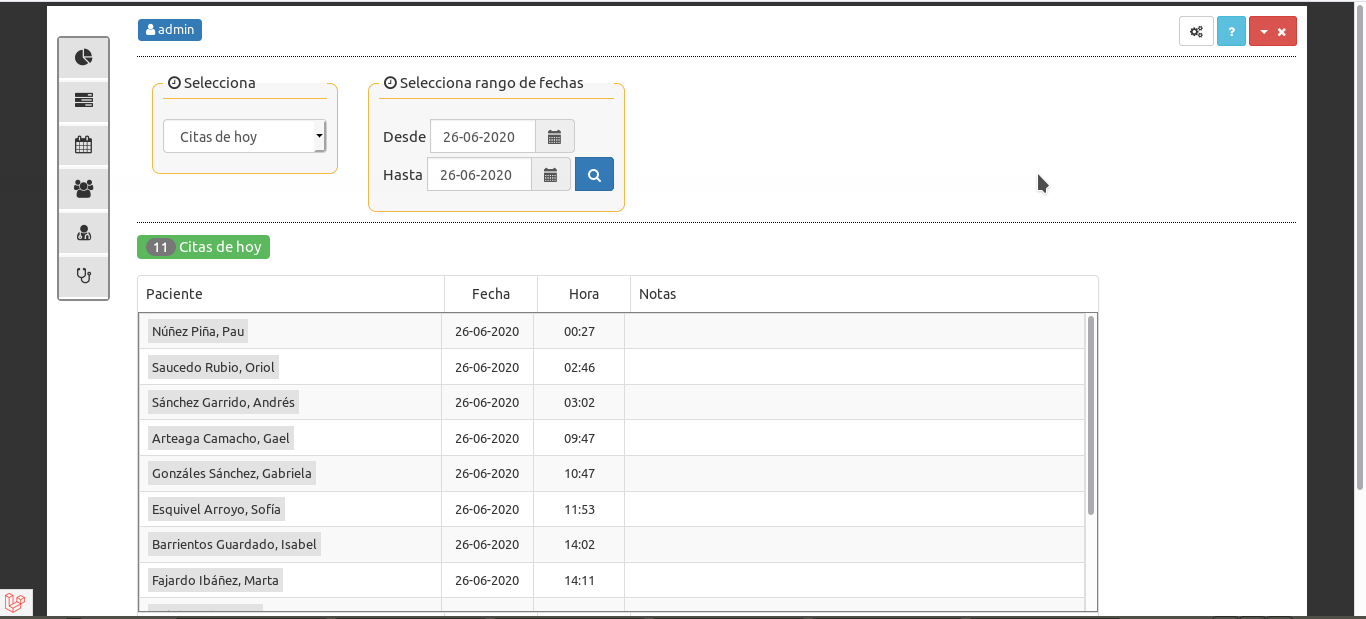 admin
?
Selecciona
Citas de hoy
Selecciona rango de fechas
Desde 26-06-2020
Hasta 26-06-2020
11 Citas de hoy
Paciente Fecha Hora Notas
Núñez Piña, Pau 26-06-2020 00:27
Saucedo Rubio, Oriol 26-06-2020 02:46
Sánchez Garrido, Andrés 26-06-2020 03:02
Arteaga Camacho, Gael 26-06-2020 09:47
Gonzáles Sánchez, Gabriela 26-06-2020 10:47
Esquivel Arroyo, Sofía 26-06-2020 11:53
Barrientos Guardado, Isabel 26-06-2020 14:02
Fajardo Ibáñez, Marta 26-06-2020 14:11